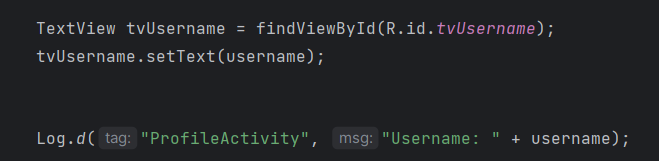 TextView tvUsername = findViewById(R.id.tvUsername);
tvUsername.setText(username);
Log.d( tag: "ProfileActivity", msg: "Username: " + username);